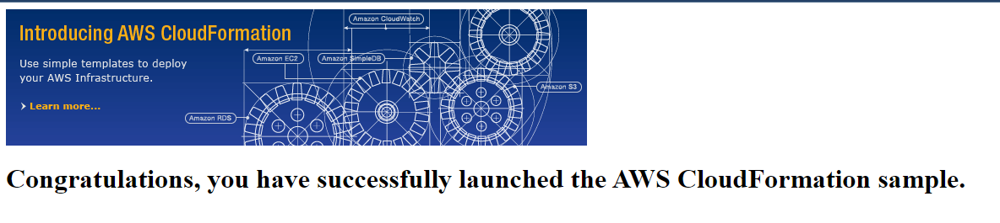 Introducing AWS CloudFormation
Use simple templates to deploy
your AWS Infrastructure.
Learn more...
Amazon CloudWatch
Amazon EC2
Amazon SimpleDB
Amazon S3
Amazon RDS
Congratulations, you have successfully launched the AWS CloudFormation sample.